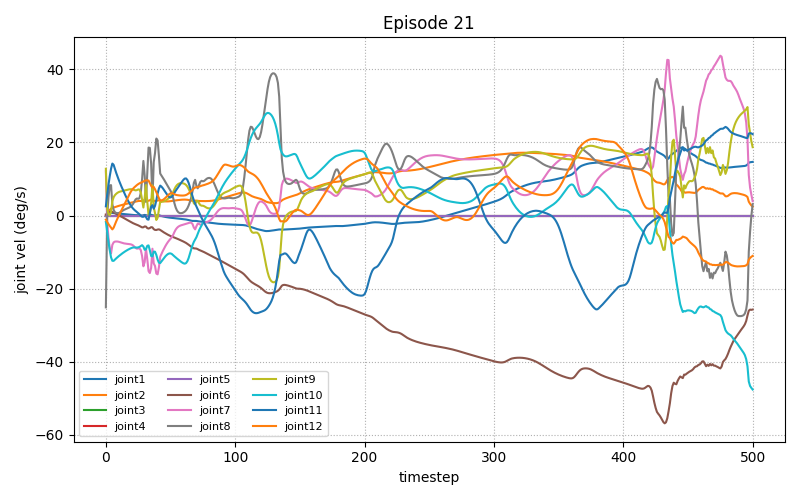 Episode 21
joint vel (deg/s)
40
20
0
−20
−40
−60
joint1 joint5 joint9
joint2 joint6 joint10
joint3 joint7 joint11
joint4 joint8 joint12
0 100 200 300 400 500
timestep